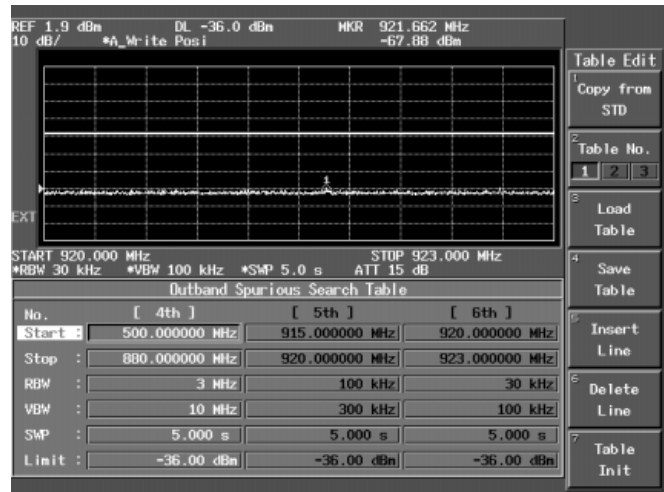 REF 1.9 dBm DL -36.0 dBm MKR 921.662 MHz
10 dB/ *A_Write Posi -67.88 dBm
1
EXT
START 920.000 MHz STOP 923.000 MHz
*RBW 30 kHz *VBW 100 kHz *SWP 5.0 s ATT 15 dB
Outband Spurious Search Table
No. [ 4th ] [ 5th ] [ 6th ]
Start : 500.000000 MHz 915.000000 MHz 920.000000 MHz
Stop : 880.000000 MHz 920.000000 MHz 923.000000 MHz
RBW : 3 MHz 100 kHz 30 kHz
VBW : 10 MHz 300 kHz 100 kHz
SWP : 5.000 s 5.000 s 5.000 s
Limit : -36.00 dBm -36.00 dBm -36.00 dBm
Table Edit
1
Copy from
STD
2
Table No.
1 2 3
3
Load
Table
4
Save
Table
5
Insert
Line
6
Delete
Line
7
Table
Init